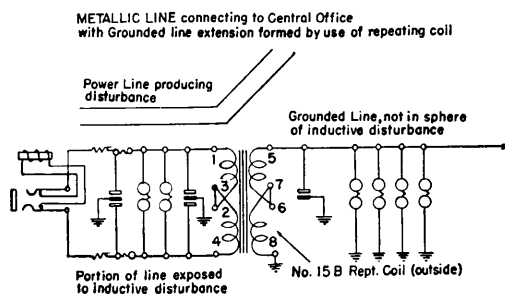 METALLIC LINE connecting to Central Office
with Grounded line extension formed by use of repeating coil
Power Line producing
disturbance
Grounded Line, not in sphere
of inductive disturbance
1
3
2
4
5
7
6
8
No. 15 B Rept. Coil (outside)
Portion of line exposed
to Inductive disturbance